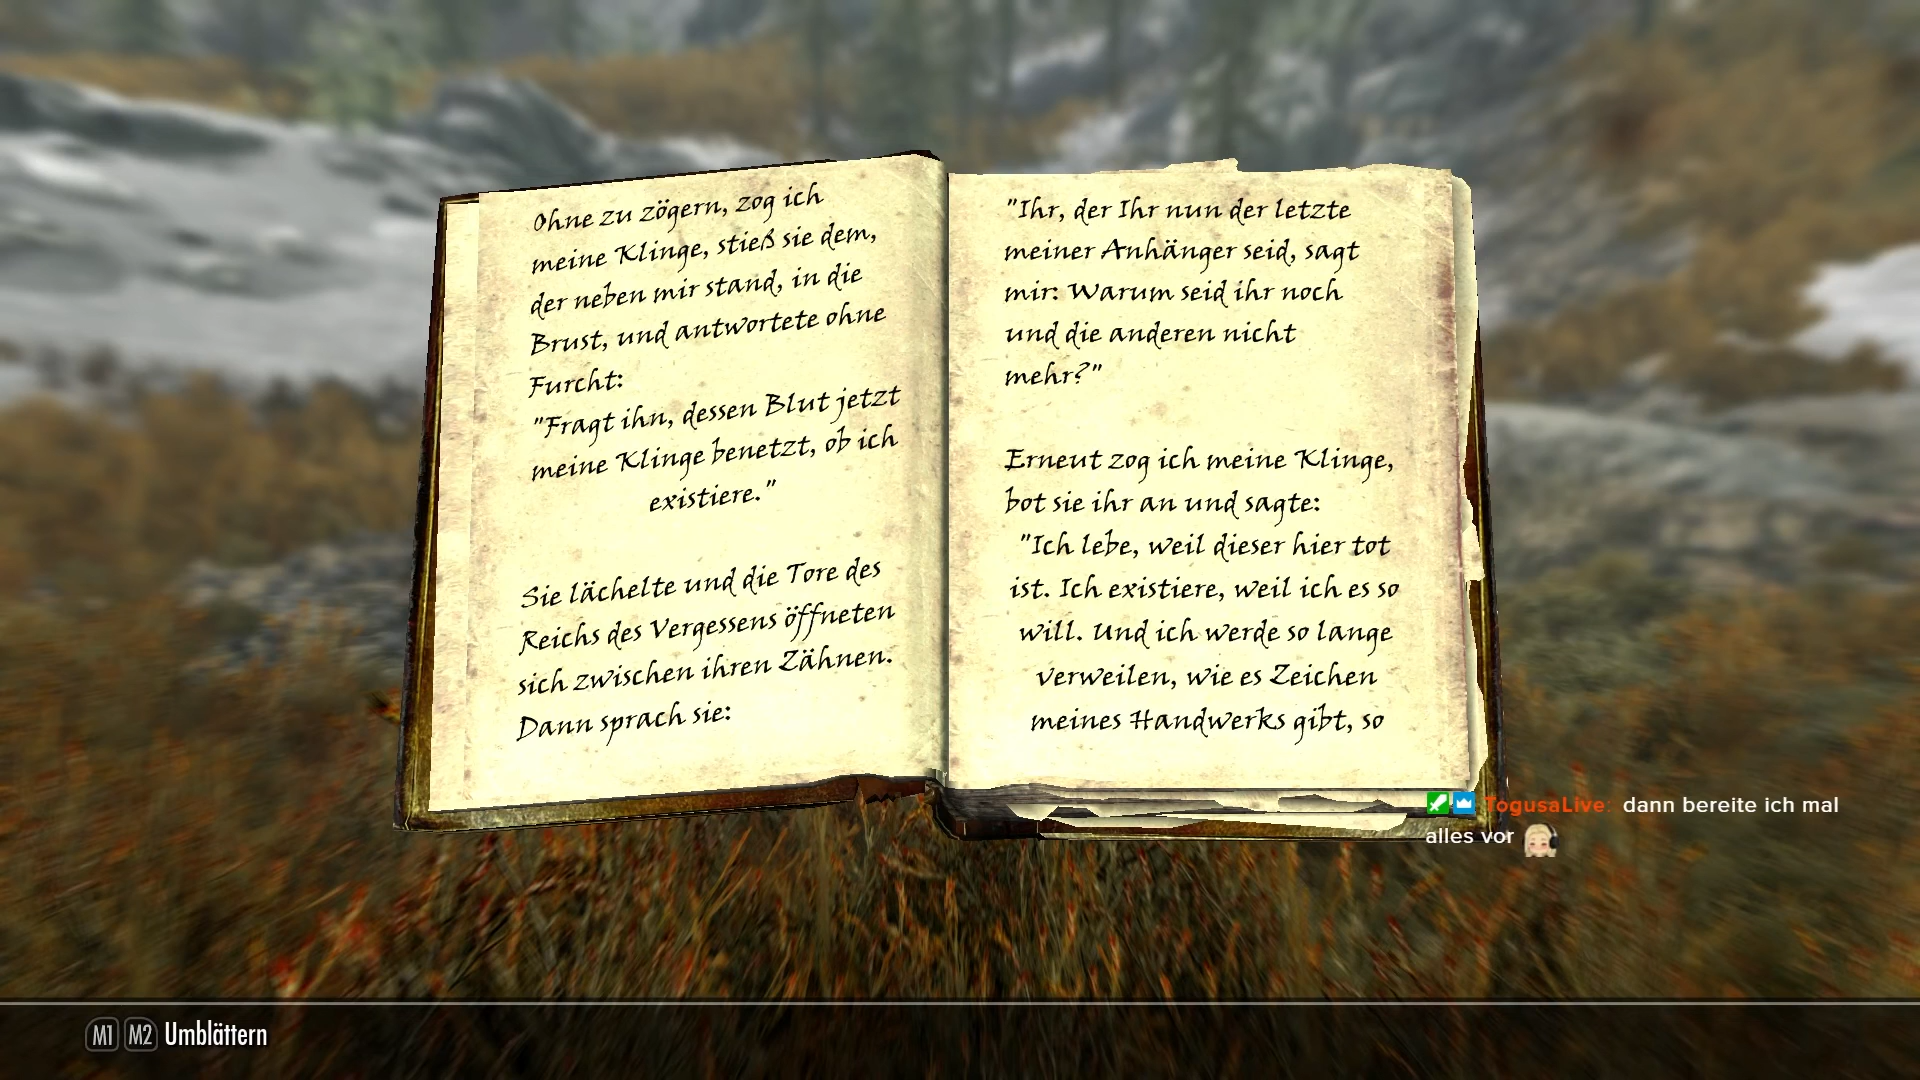 Ohne zu zögern, zog ich
meine Klinge, stieß sie dem,
der neben mir stand, in die
Brust, und antwortete ohne
Furcht:
"Fragt ihn, dessen Blut jetzt
meine Klinge benetzt, ob ich
existiere."
Sie lächelte und die Tore des
Reichs des Vergessens öffneten
sich zwischen ihren Zähnen.
Dann sprach sie:
"Ihr, der Ihr nun der letzte
meiner Anhänger seid, sagt
mir: Warum seid ihr noch
und die anderen nicht
mehr?"
Erneut zog ich meine Klinge,
bot sie ihr an und sagte:
"Ich lebe, weil dieser hier tot
ist. Ich existiere, weil ich es so
will. Und ich werde so lange
verweilen, wie es Zeichen
meines Handwerks gibt, so
TogusaLive: dann bereite ich mal
alles vor
M1 M2 Umblättern